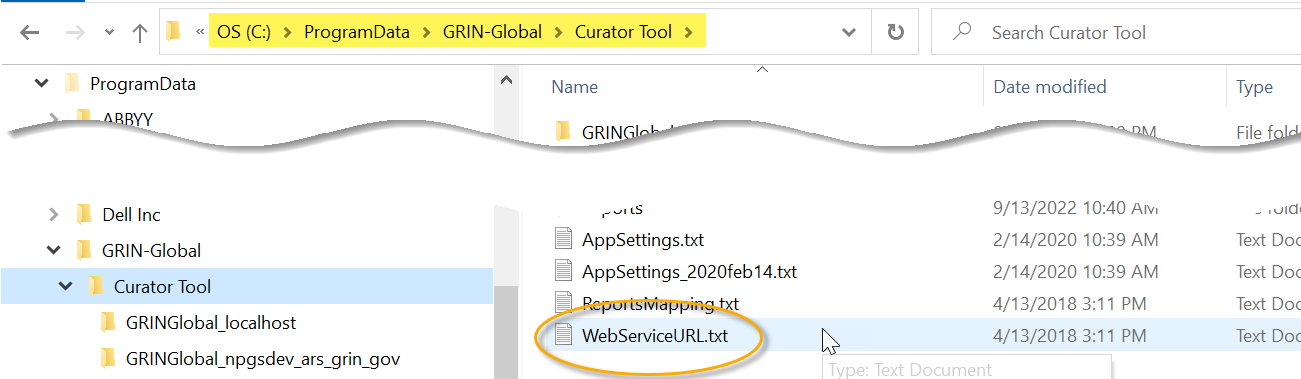 « OS (C:) > ProgramData > GRIN-Global > Curator Tool >
Search Curator Tool
ProgramData
ABBYY
Dell Inc
GRIN-Global
Curator Tool
GRINGlobal_localhost
GRINGlobal_npgsdev_ars_grin_gov
Name Date modified Type
PM File folde
9/13/2022 10:40 AM
AppSettings.txt 2/14/2020 10:39 AM Text Doc
AppSettings_2020feb14.txt 2/14/2020 10:39 AM Text Doc
ReportsMapping.txt 4/13/2018 3:11 PM Text Doc
WebServiceURL.txt 4/13/2018 3:11 PM Text Doc
Type: Text Document